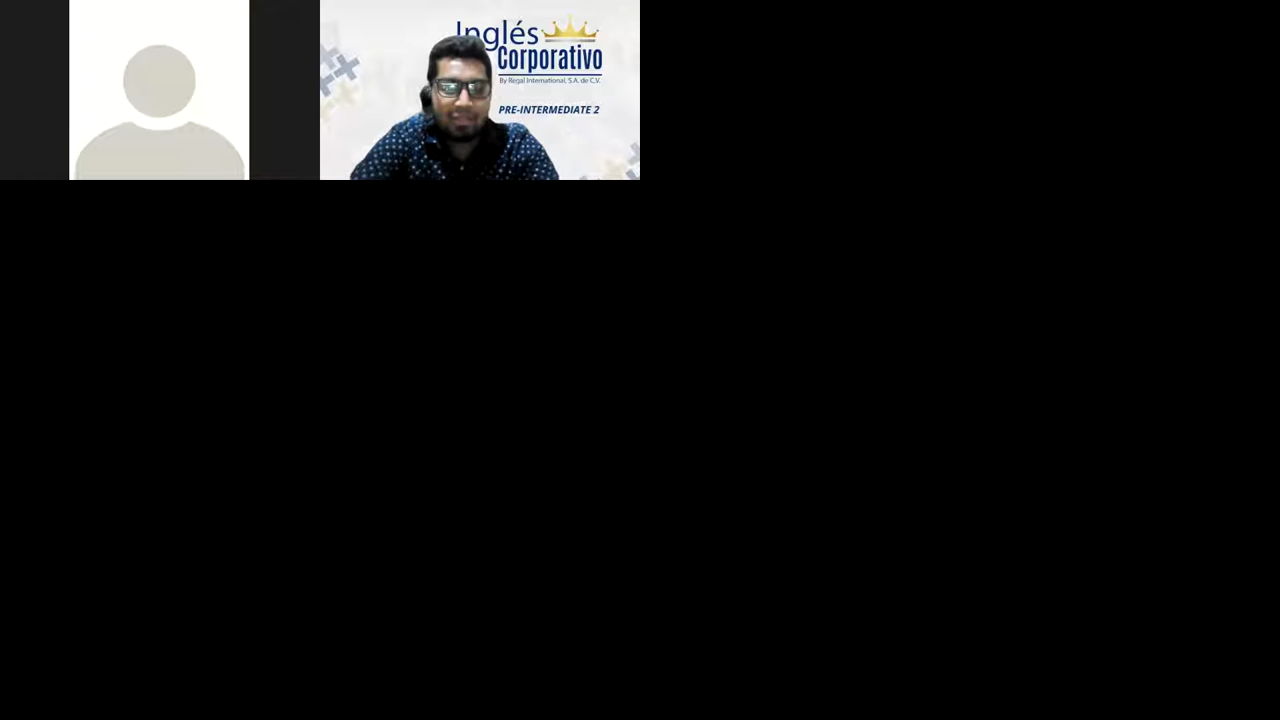 Inglés
Corporativo
By Regal International, S.A. de C.V.
PRE-INTERMEDIATE 2